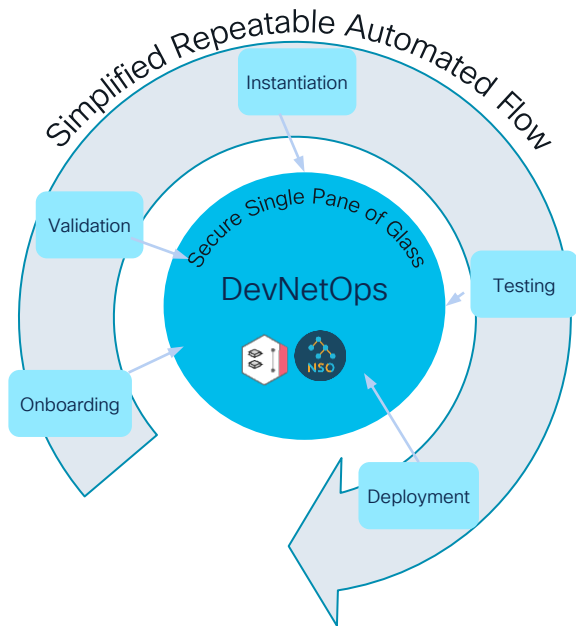 Simplified Repeatable Automated Flow
Instantiation
Validation
Secure Single Pane of Glass
DevNetOps
Testing
NSO
Onboarding
Deployment